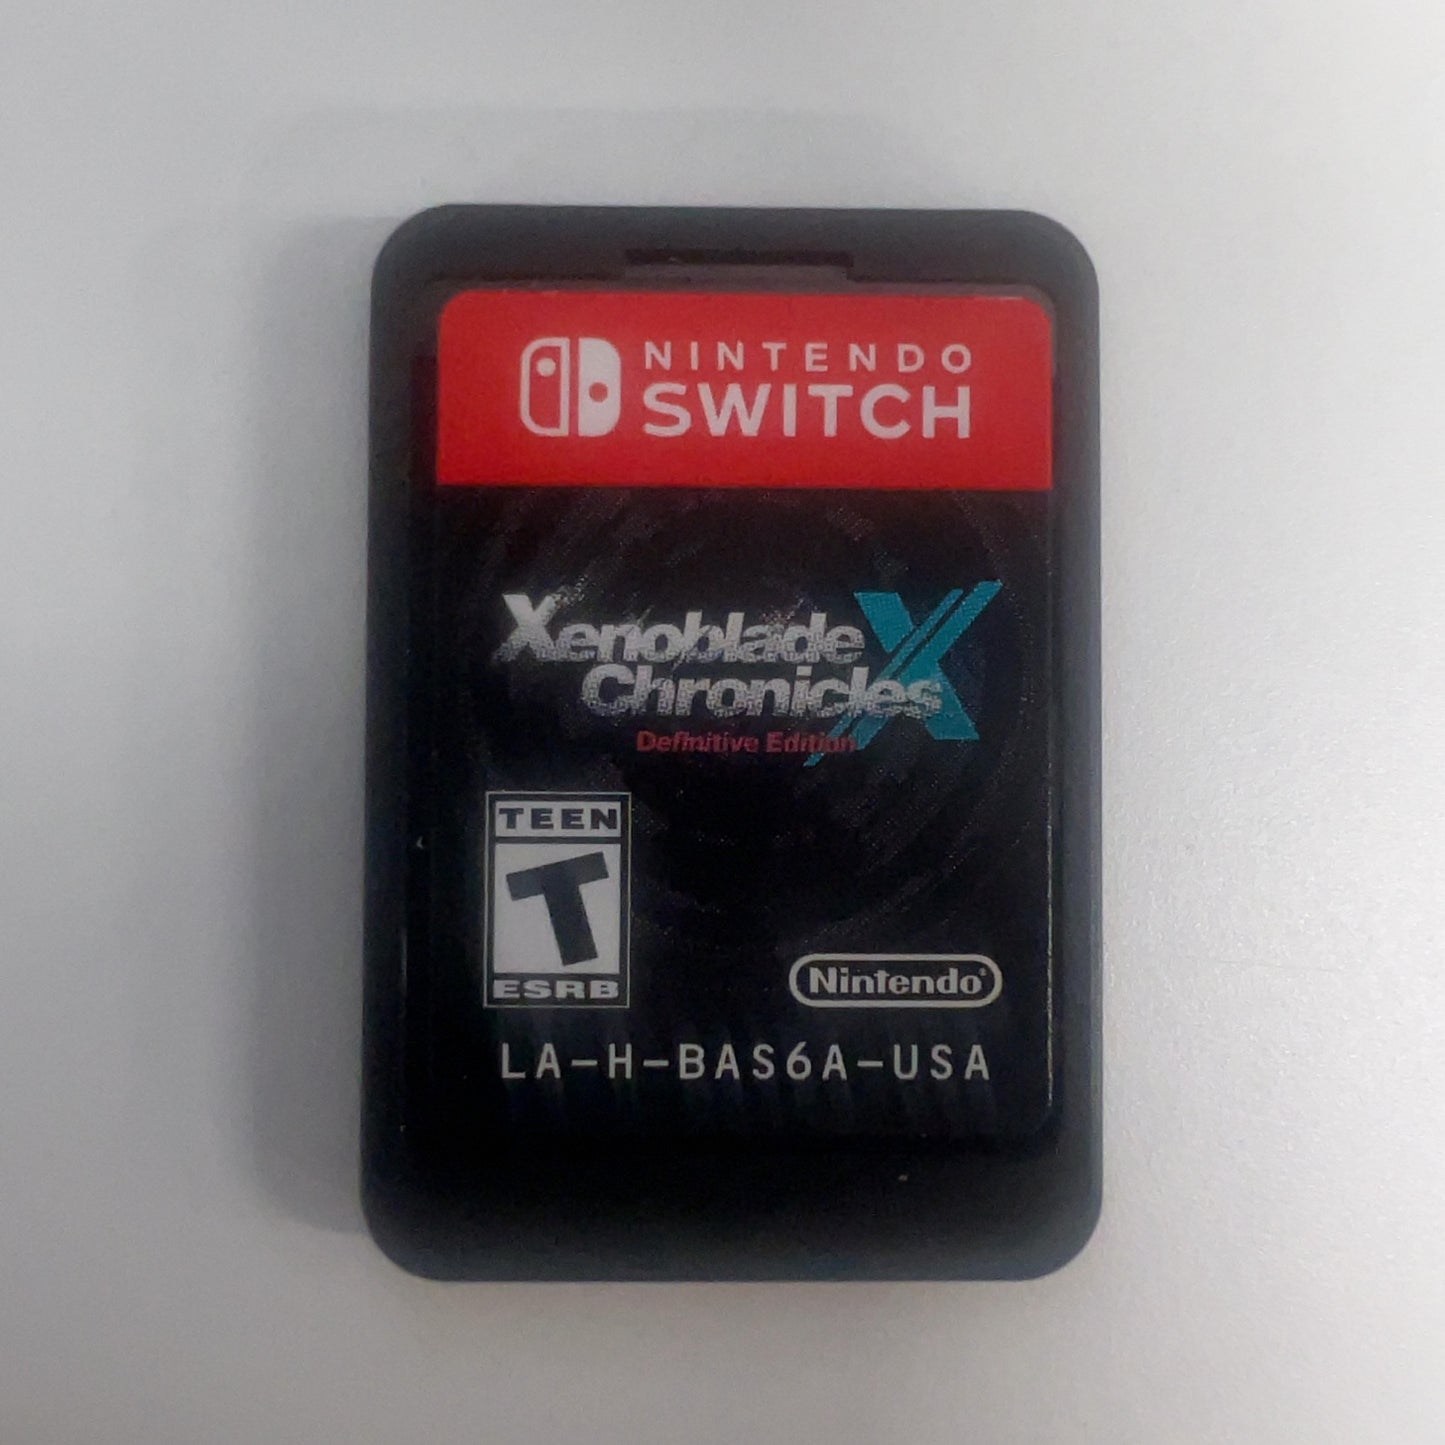 NINTENDO
SWITCH
Xenoblade
Chronicles X
Definitive Edition
TEEN
T
ESRB
Nintendo
LA-H-BAS6A-USA